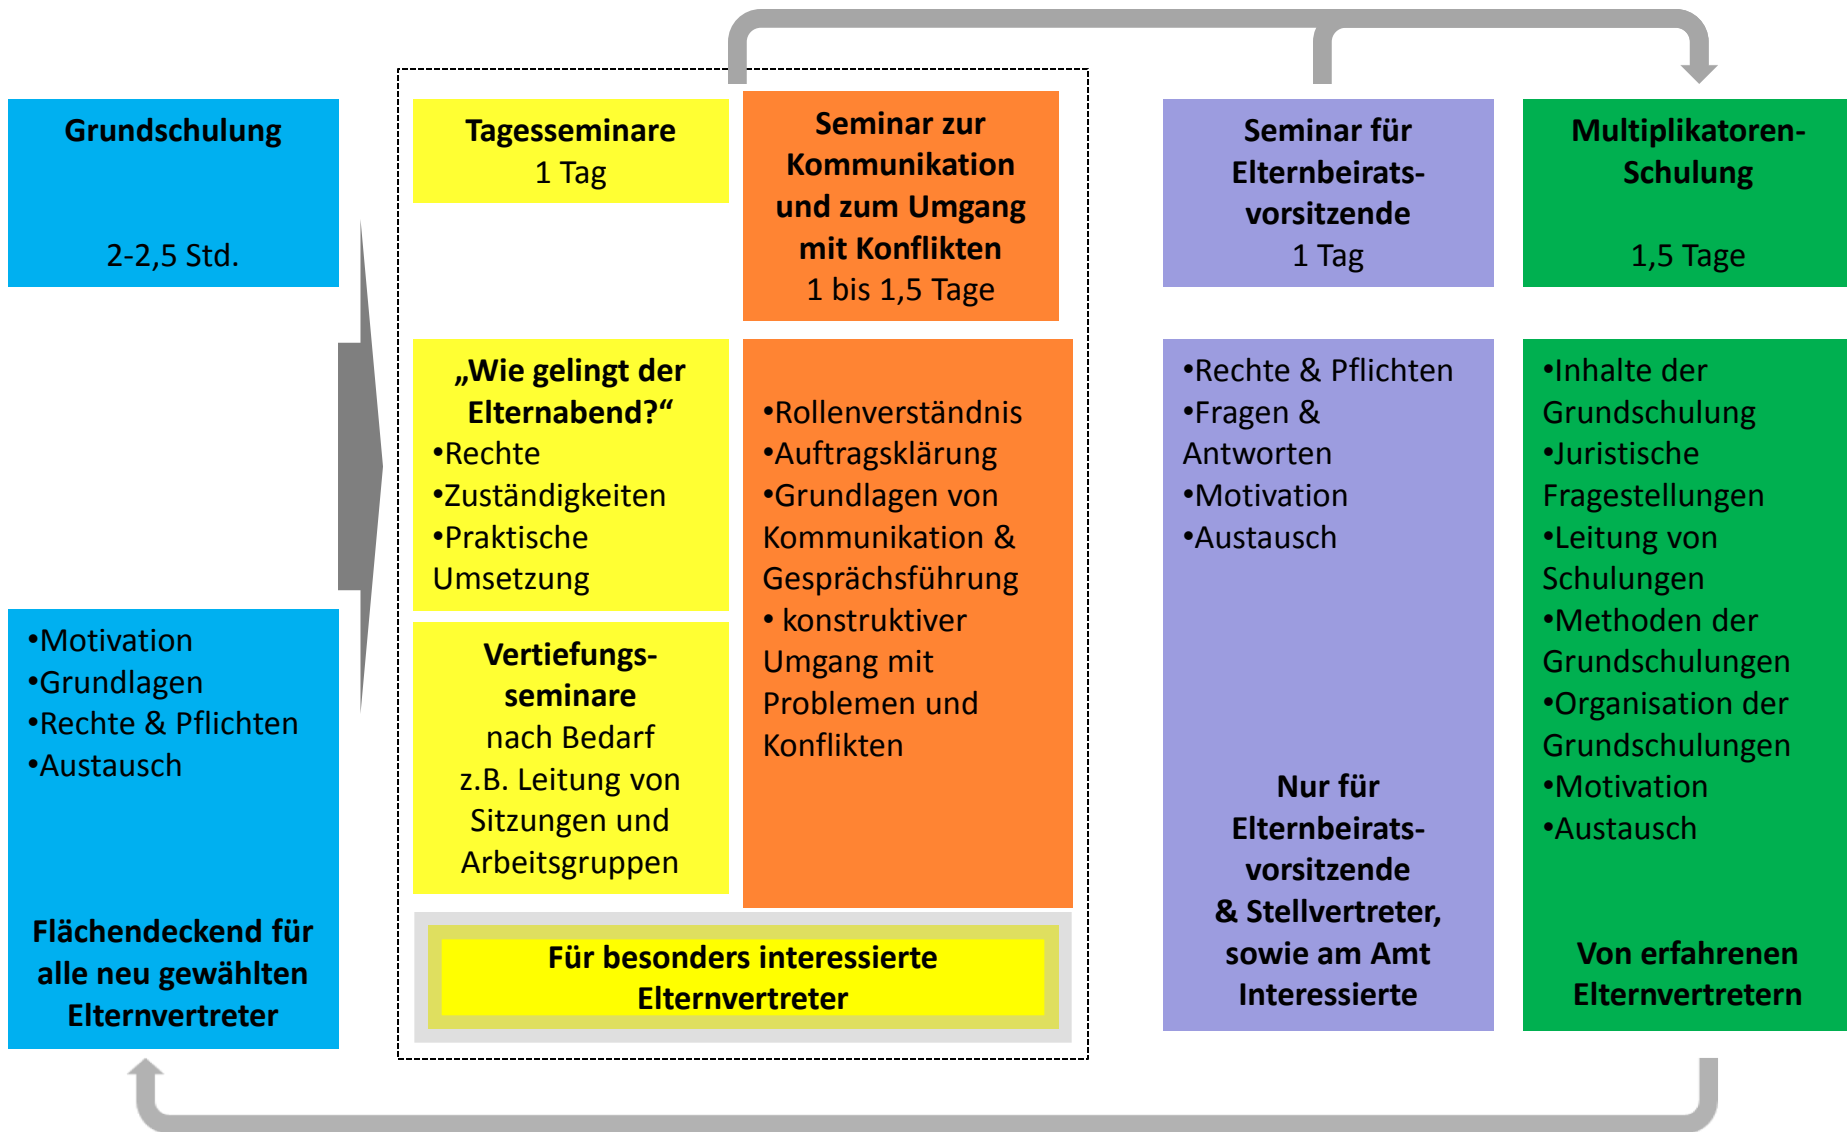 Grundschulung
2-2,5 Std.
•Motivation
•Grundlagen
•Rechte & Pflichten
•Austausch
Flächendeckend für
alle neu gewählten
Elternvertreter
Tagesseminare
1 Tag
„Wie gelingt der
Elternabend?“
•Rechte
•Zuständigkeiten
•Praktische
Umsetzung
Vertiefungs-
seminare
nach Bedarf
z.B. Leitung von
Sitzungen und
Arbeitsgruppen
Seminar zur
Kommunikation
und zum Umgang
mit Konflikten
1 bis 1,5 Tage
•Rollenverständnis
•Auftragsklärung
•Grundlagen von
Kommunikation &
Gesprächsführung
• konstruktiver
Umgang mit
Problemen und
Konflikten
Für besonders interessierte
Elternvertreter
Seminar für
Elternbeirats-
vorsitzende
1 Tag
•Rechte & Pflichten
•Fragen &
Antworten
•Motivation
•Austausch
Nur für
Elternbeirats-
vorsitzende
& Stellvertreter,
sowie am Amt
Interessierte
Multiplikatoren-
Schulung
1,5 Tage
•Inhalte der
Grundschulung
•Juristische
Fragestellungen
•Leitung von
Schulungen
•Methoden der
Grundschulungen
•Organisation der
Grundschulungen
•Motivation
•Austausch
Von erfahrenen
Elternvertretern